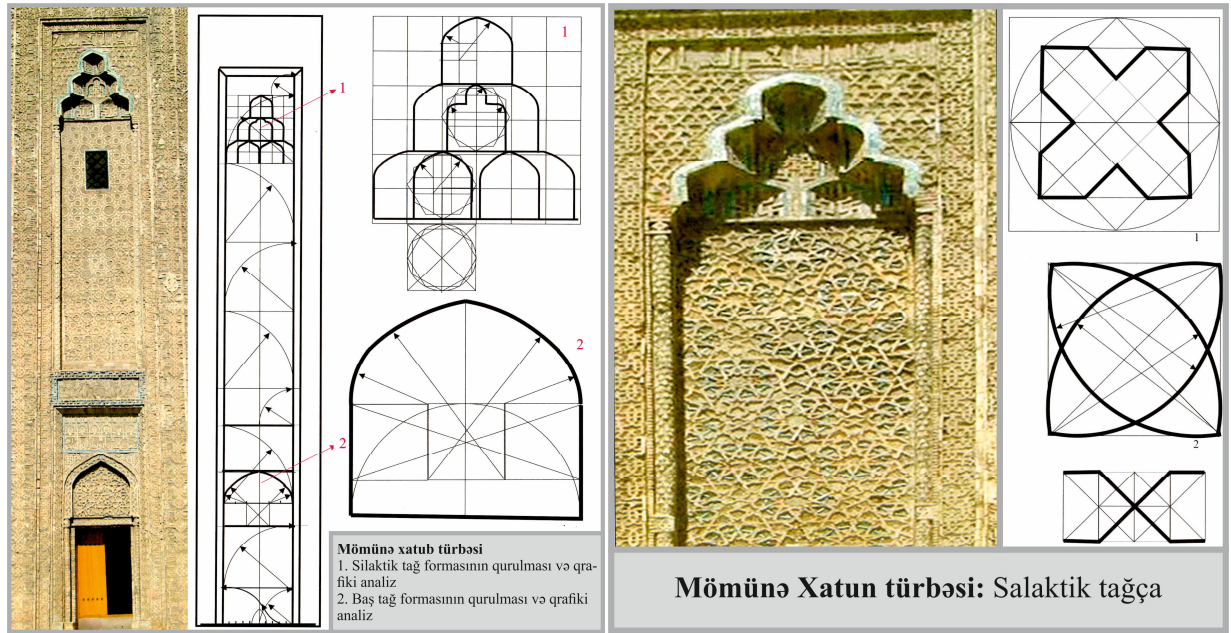 1
2
1
2
Mömünə xatub türbəsi
1. Silaktik tağ formasının qurulması və qra-
fiki analiz
2. Baş tağ formasının qurulması və qrafiki
analiz
1
2
Mömünə Xatun türbəsi: Salaktik tağça